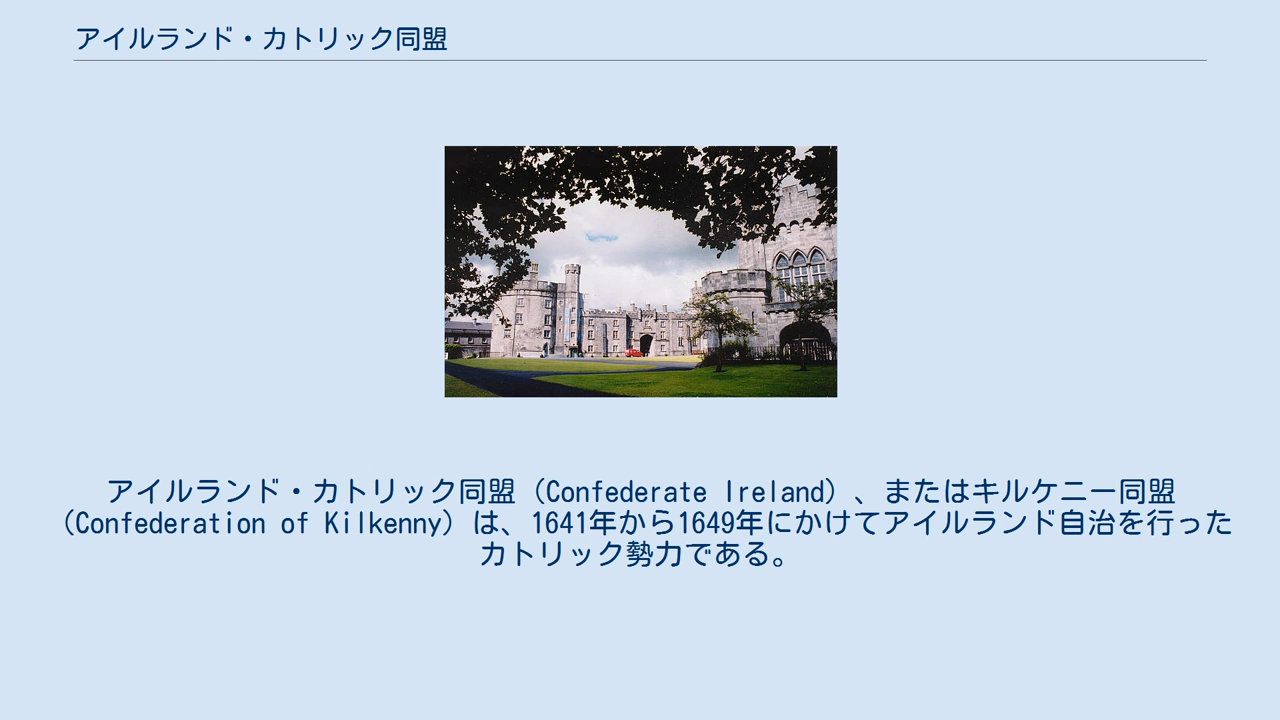 アイルランド・カトリック同盟
アイルランド・カトリック同盟（Confederate Ireland）、またはキルケニー同盟
（Confederation of Kilkenny）は、1641年から1649年にかけてアイルランド自治を行った
カトリック勢力である。